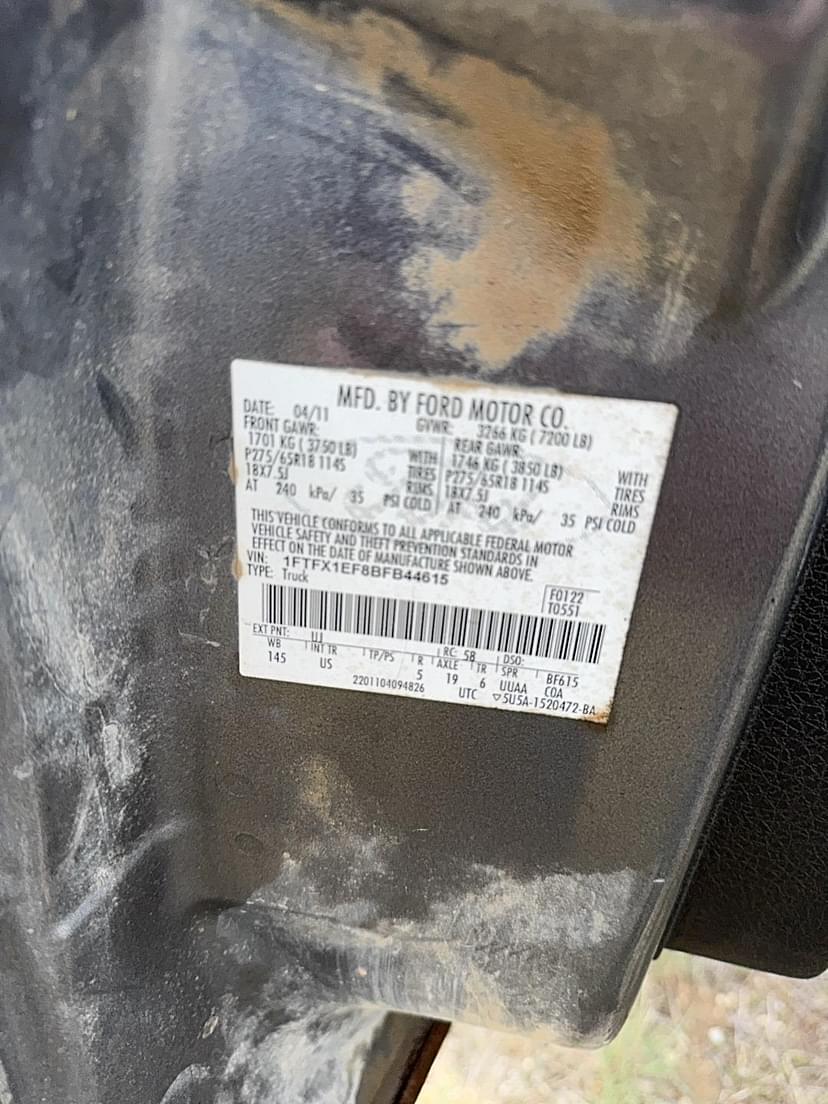 MFD. BY FORD MOTOR CO.
DATE: 04/11 GVWR: 3266 KG ( 7200 LB)
FRONT GAWR: REAR GAWR:
1701 KG ( 3750 LB) WITH 1746 KG ( 3850 LB) WITH
P275/65R18 114S TIRES P275/65R18 114S TIRES
18X7.5J RIMS 18X7.5J RIMS
AT 240 kPa/ 35 PSI COLD AT 240 kPa/ 35 PSI COLD
THIS VEHICLE CONFORMS TO ALL APPLICABLE FEDERAL MOTOR
VEHICLE SAFETY AND THEFT PREVENTION STANDARDS IN
EFFECT ON THE DATE OF MANUFACTURE SHOWN ABOVE.
VIN: 1FTFX1EF8BFB44615
TYPE: Truck
F0122
T0551
EXT PNT: UJ RC: 58 DSO:
WB INT TR TP/PS R AXLE TR SPR BF615
145 US 5 19 6 UUAA COA
2201104094826 UTC ▽5U5A-1520472-BA